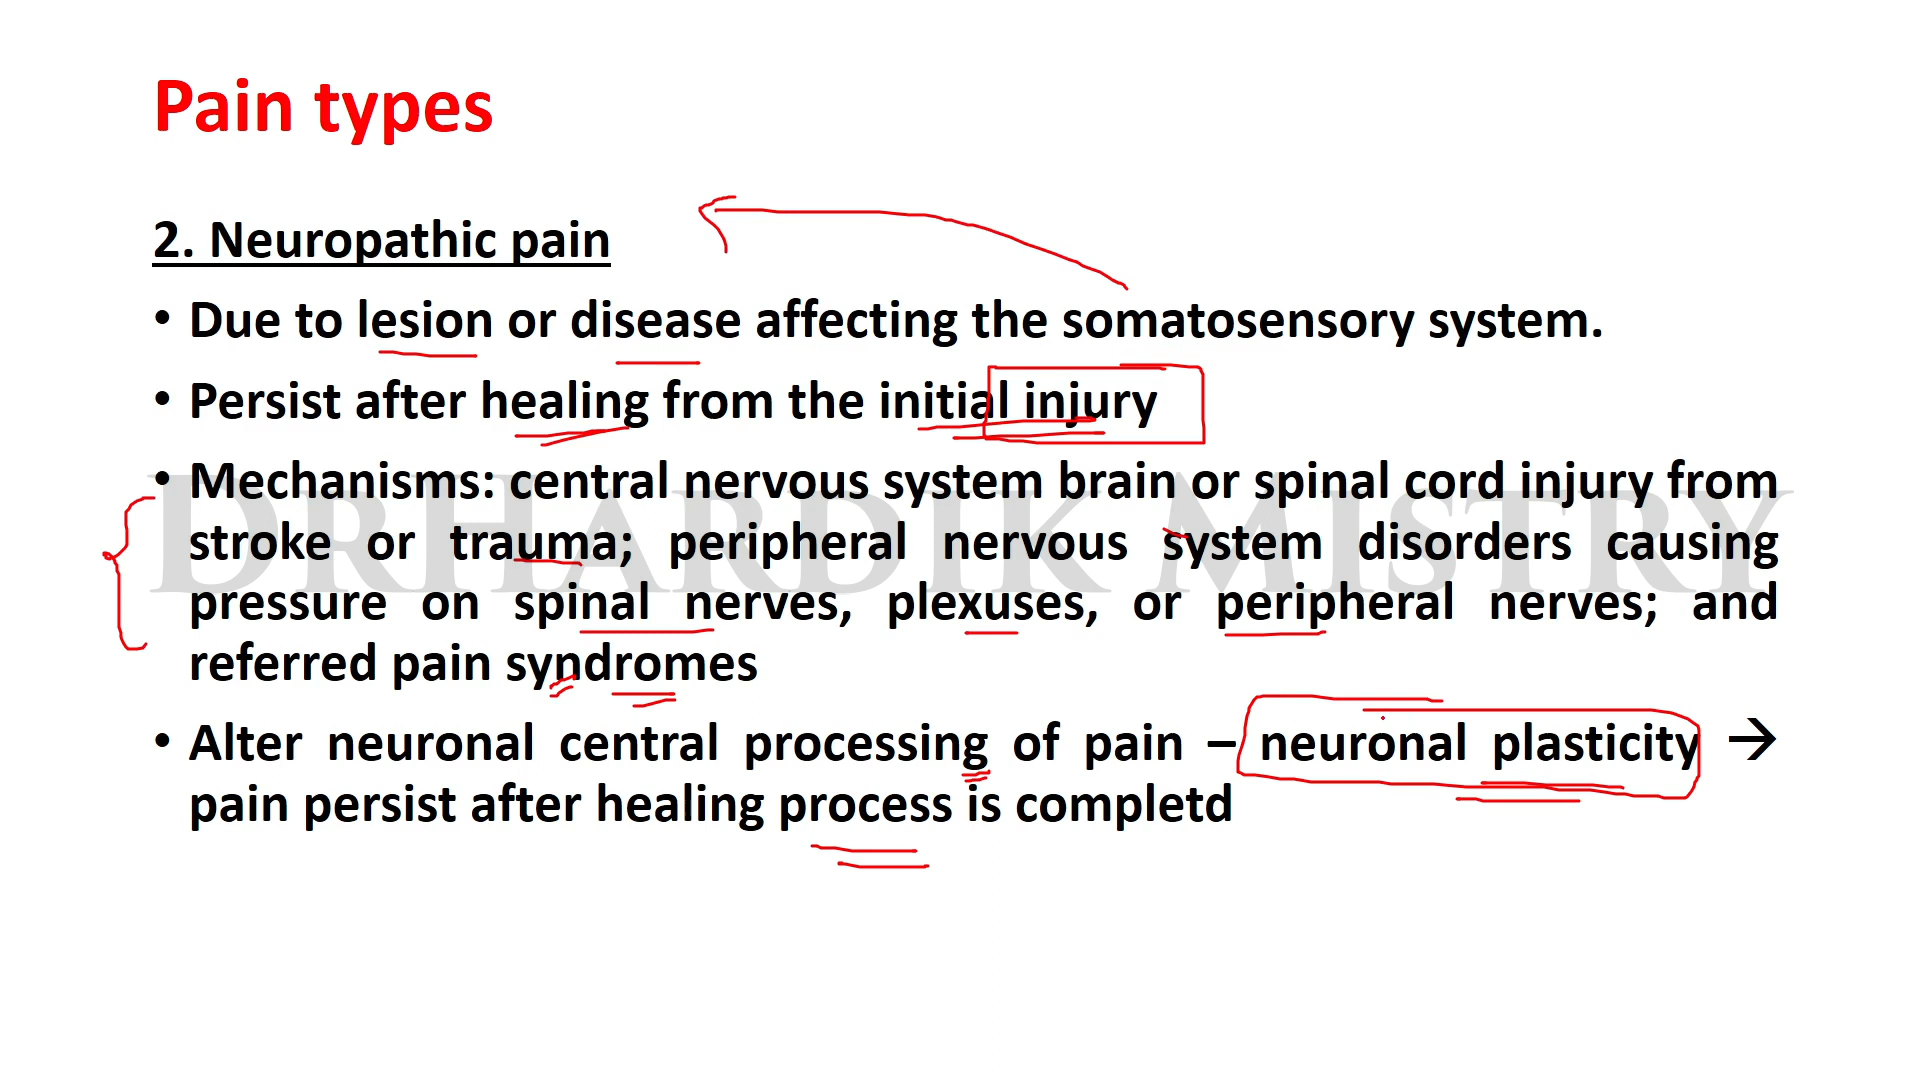 Pain types
2. Neuropathic pain
• Due to lesion or disease affecting the somatosensory system.
• Persist after healing from the initial injury
• Mechanisms: central nervous system brain or spinal cord injury from
stroke or trauma; peripheral nervous system disorders causing
pressure on spinal nerves, plexuses, or peripheral nerves; and
referred pain syndromes
• Alter neuronal central processing of pain – neuronal plasticity →
pain persist after healing process is completd
DRHARDIK MISTRY